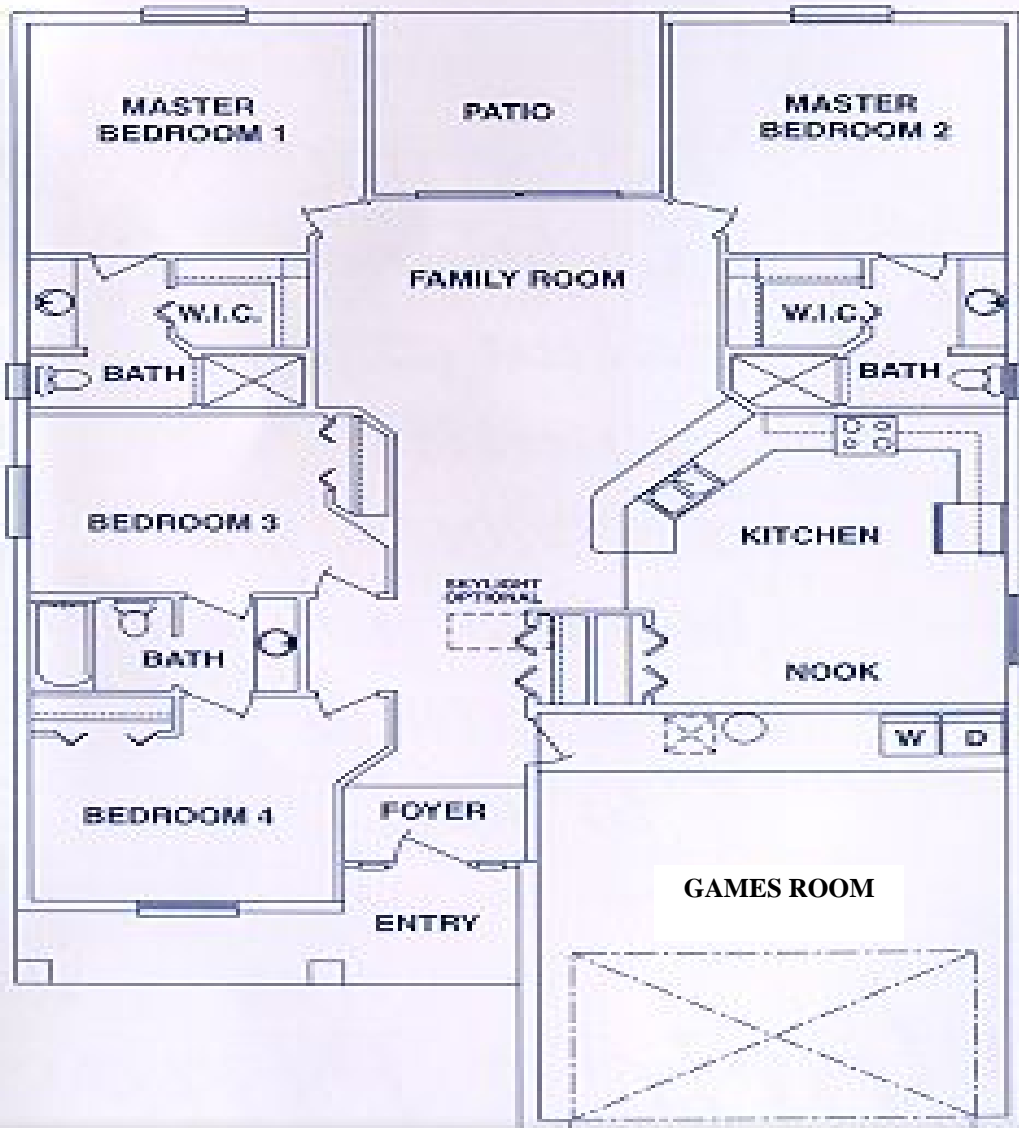 MASTER
BEDROOM 1
PATIO
MASTER
BEDROOM 2
FAMILY ROOM
W.I.C.
W.I.C.
BATH
BATH
BEDROOM 3
KITCHEN
SKYLIGHT
OPTIONAL
BATH
NOOK
W D
BEDROOM 4
FOYER
GAMES ROOM
ENTRY